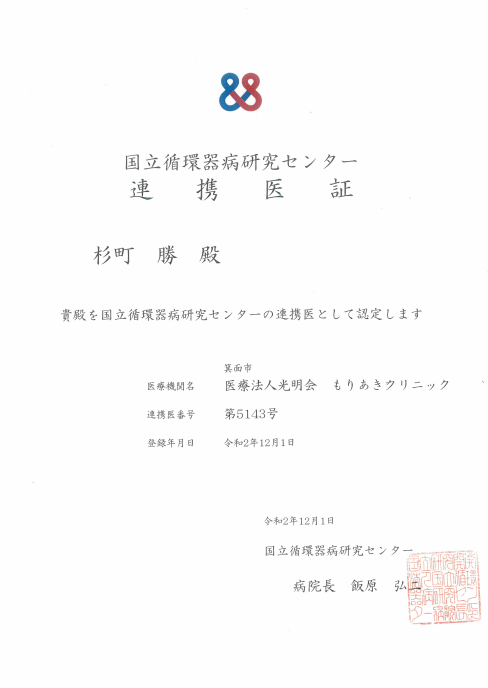 国立循環器病研究センター
連携医証
杉町 勝 殿
貴殿を国立循環器病研究センターの連携医として認定します
箕面市
医療機関名 医療法人光明会 もりあきクリニック
連携医番号 第5143号
登録年月日 令和2年12月1日
令和2年12月1日
国立循環器病研究センター
病院長 飯原 弘二